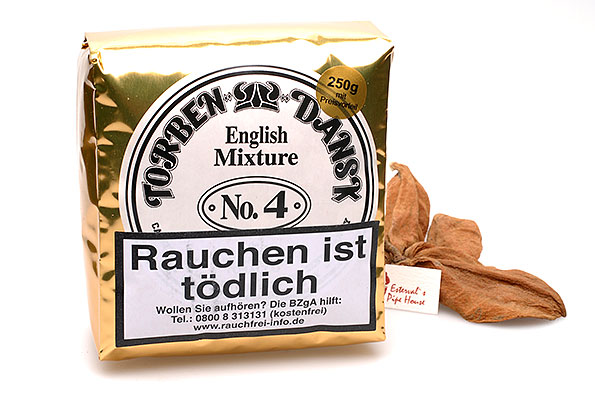 250g
mit
Preisvorteil
TORBEN DANSK
English
Mixture
No. 4
Rauchen ist
tödlich
Wollen Sie aufhören? Die BZgA hilft:
Tel.: 0800 8 313131 (kostenfrei)
www.rauchfrei-info.de
Esterval's
Pipe House